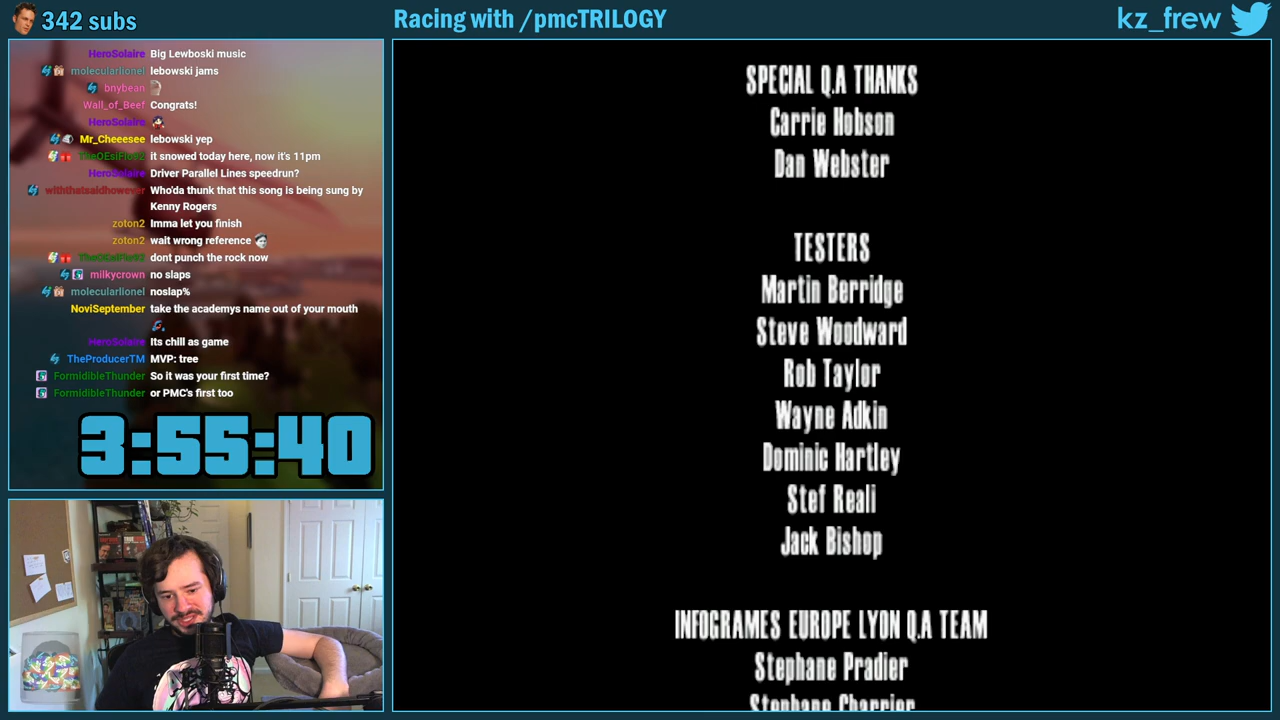 342 subs
Racing with /pmcTRILOGY
kz_frew
HeroSolaire Big Lewboski music
molecularlionel lebowski jams
bnybean
Wall_of_Beef Congrats!
HeroSolaire
Mr_Cheeesee lebowski yep
it snowed today here, now it's 11pm
HeroSolaire Driver Parallel Lines speedrun?
withthatsaidhowever Who'da thunk that this song is being sung by
Kenny Rogers
zoton2 Imma let you finish
zoton2 wait wrong reference
dont punch the rock now
milkycrown no slaps
molecularlionel noslap%
NoviSeptember take the academys name out of your mouth
HeroSolaire Its chill as game
TheProducerTM MVP: tree
FormidibleThunder So it was your first time?
FormidibleThunder or PMC's first too
3:55:40
SPECIAL Q.A THANKS
Carrie Hobson
Dan Webster
TESTERS
Martin Berridge
Steve Woodward
Rob Taylor
Wayne Adkin
Dominic Hartley
Stef Reali
Jack Bishop
INFOGRAMES EUROPE LYON Q.A TEAM
Stephane Pradier
Stephane Charrier